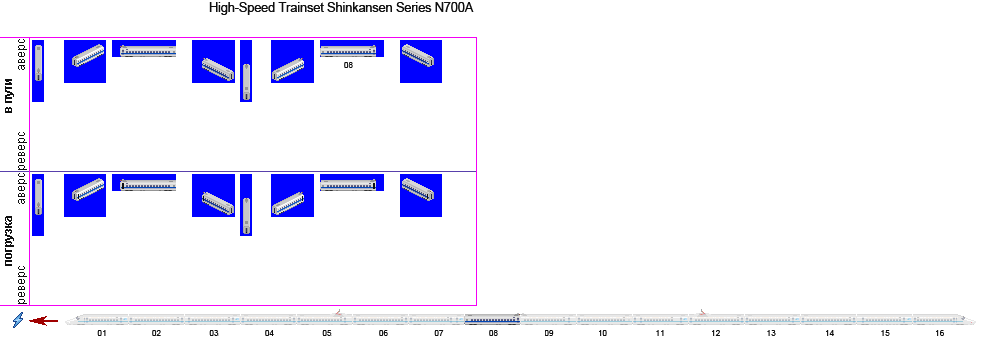 High-Speed Trainset Shinkansen Series N700A
аверс
08
в пути
реверс
аверс
погрузка
реверс
01 02 03 04 05 06 07 08 09 10 11 12 13 14 15 16